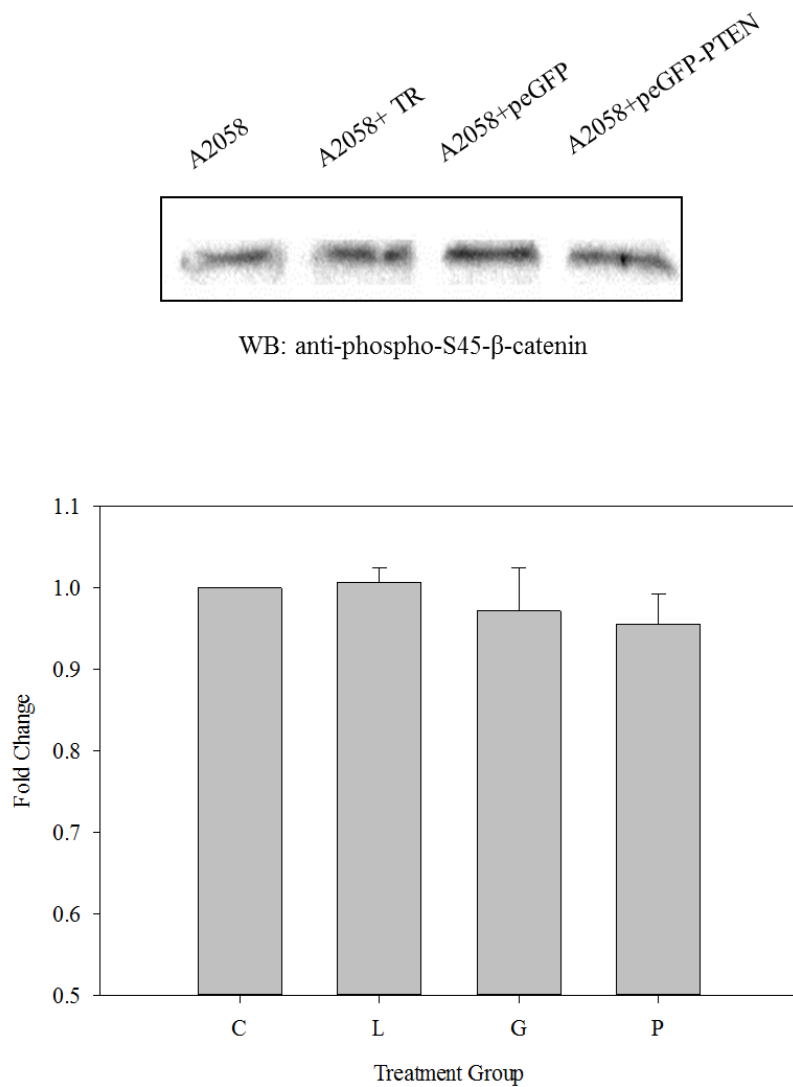 A2058
A2058+ TR
A2058+peGFP
A2058+peGFP-PTEN
WB: anti-phospho-S45-β-catenin
1.1
1.0
0.9
0.8
0.7
0.6
0.5
Fold Change
C L G P
Treatment Group